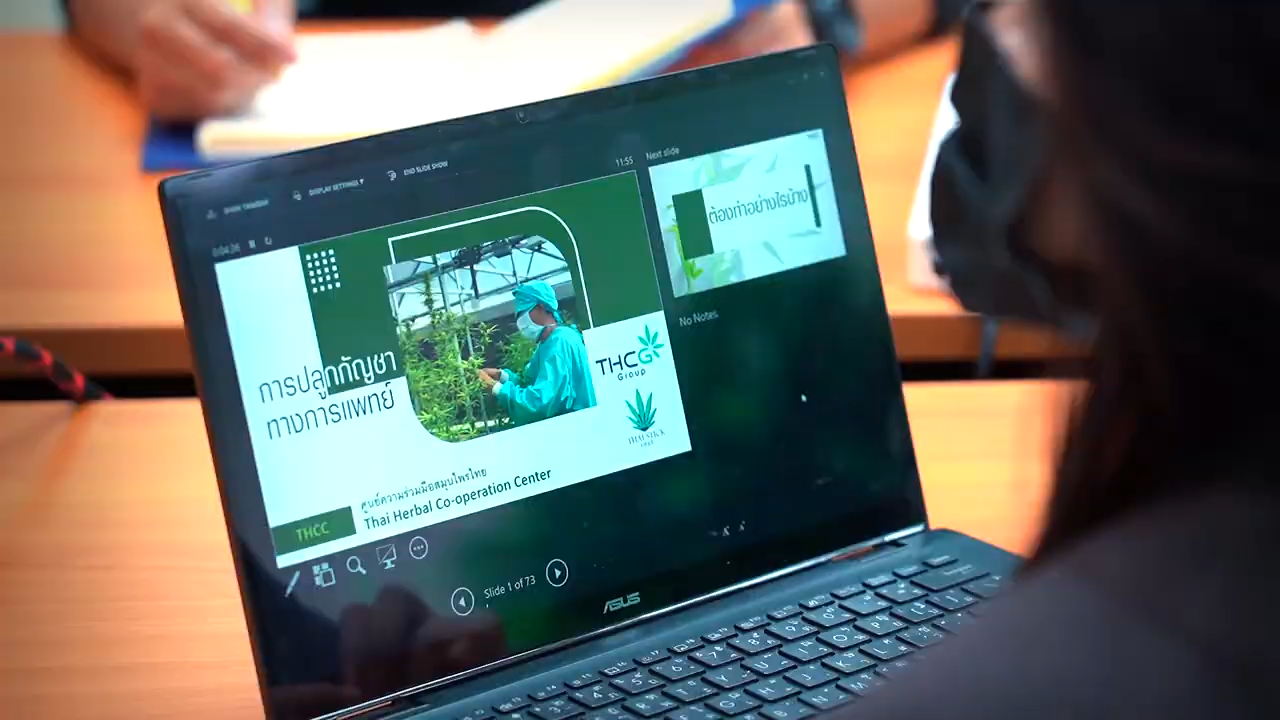 DISPLAY SETTINGS ▼
END SLIDE SHOW
11:55
Next slide
ต้องทำอย่างไรบ้าง
No Notes.
การปลูกกัญชา
ทางการแพทย์
THCG
Group
THAI STICK
THCC
ศูนย์ความร่วมมือสมุนไพรไทย
Thai Herbal Co-operation Center
Slide 1 of 73
ASUS